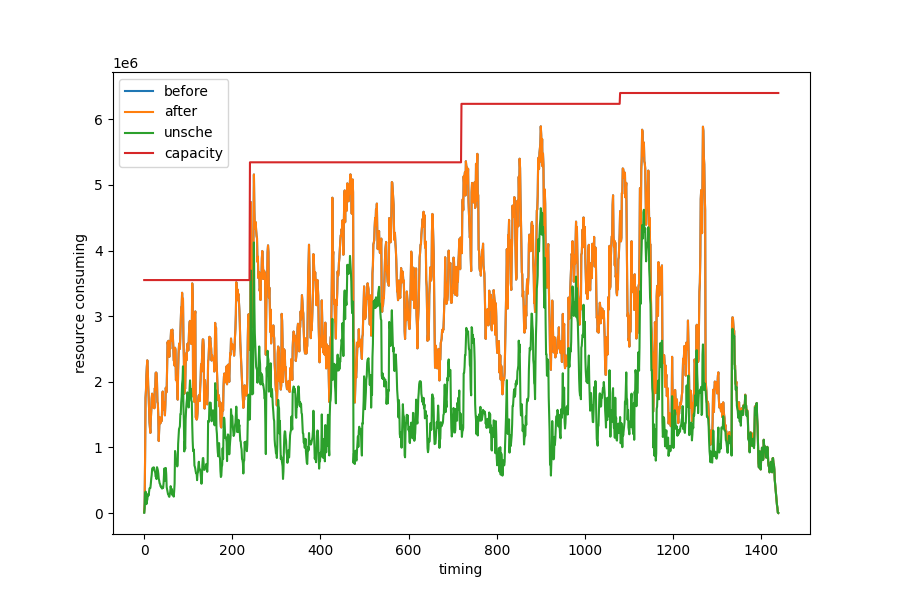 1e6
before
after
unsche
capacity
6
5
4
3
2
1
0
resource consuming
0 200 400 600 800 1000 1200 1400
timing